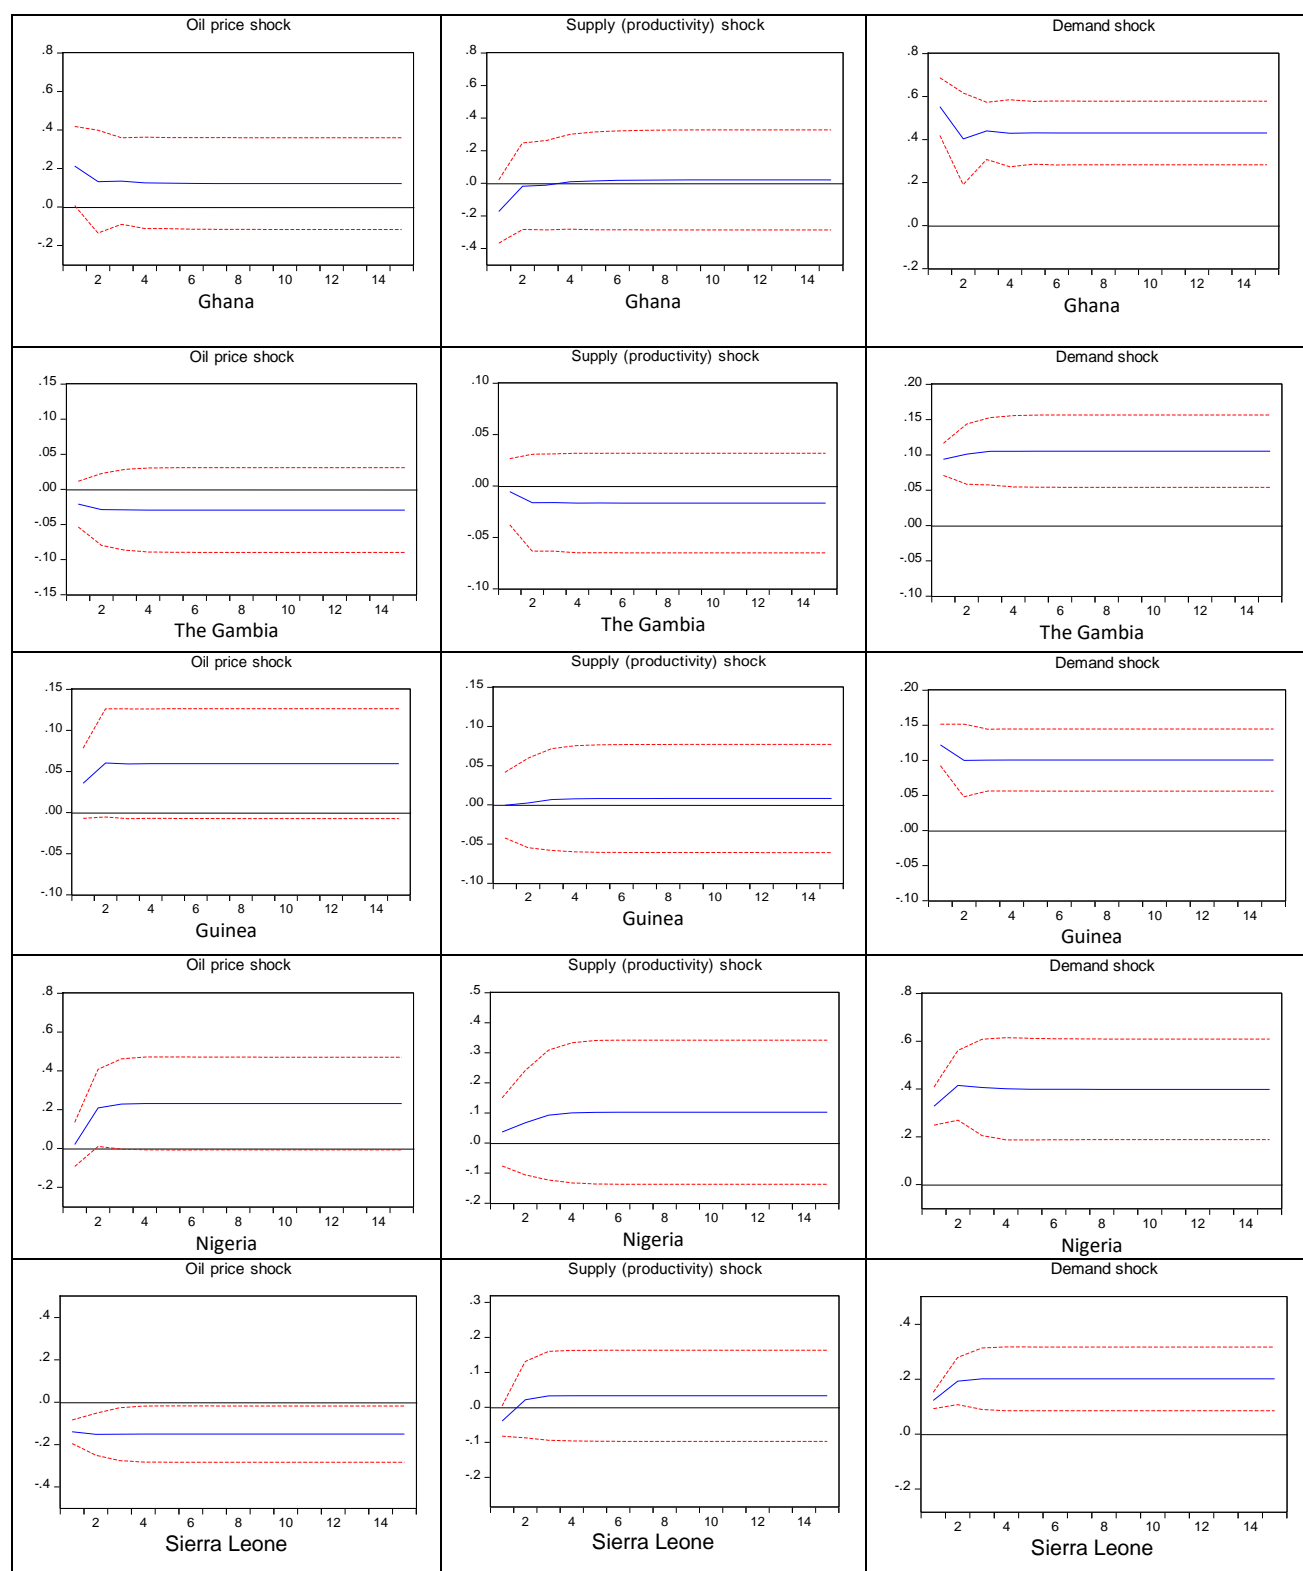 Oil price shock
.8
.6
.4
.2
.0
-.2
2 4 6 8 10 12 14
Ghana
Supply (productivity) shock
.8
.6
.4
.2
.0
-.2
-.4
2 4 6 8 10 12 14
Ghana
Demand shock
.8
.6
.4
.2
.0
-.2
2 4 6 8 10 12 14
Ghana
Oil price shock
.15
.10
.05
.00
-.05
-.10
-.15
2 4 6 8 10 12 14
The Gambia
Supply (productivity) shock
.10
.05
.00
-.05
-.10
2 4 6 8 10 12 14
The Gambia
Demand shock
.20
.15
.10
.05
.00
-.05
-.10
2 4 6 8 10 12 14
The Gambia
Oil price shock
.15
.10
.05
.00
-.05
-.10
2 4 6 8 10 12 14
Guinea
Supply (productivity) shock
.15
.10
.05
.00
-.05
-.10
2 4 6 8 10 12 14
Guinea
Demand shock
.20
.15
.10
.05
.00
-.05
-.10
2 4 6 8 10 12 14
Guinea
Oil price shock
.8
.6
.4
.2
.0
-.2
2 4 6 8 10 12 14
Nigeria
Supply (productivity) shock
.5
.4
.3
.2
.1
.0
-.1
-.2
2 4 6 8 10 12 14
Nigeria
Demand shock
.8
.6
.4
.2
.0
2 4 6 8 10 12 14
Nigeria
Oil price shock
.4
.2
.0
-.2
-.4
2 4 6 8 10 12 14
Sierra Leone
Supply (productivity) shock
.3
.2
.1
.0
-.1
-.2
2 4 6 8 10 12 14
Sierra Leone
Demand shock
.4
.2
.0
-.2
2 4 6 8 10 12 14
Sierra Leone